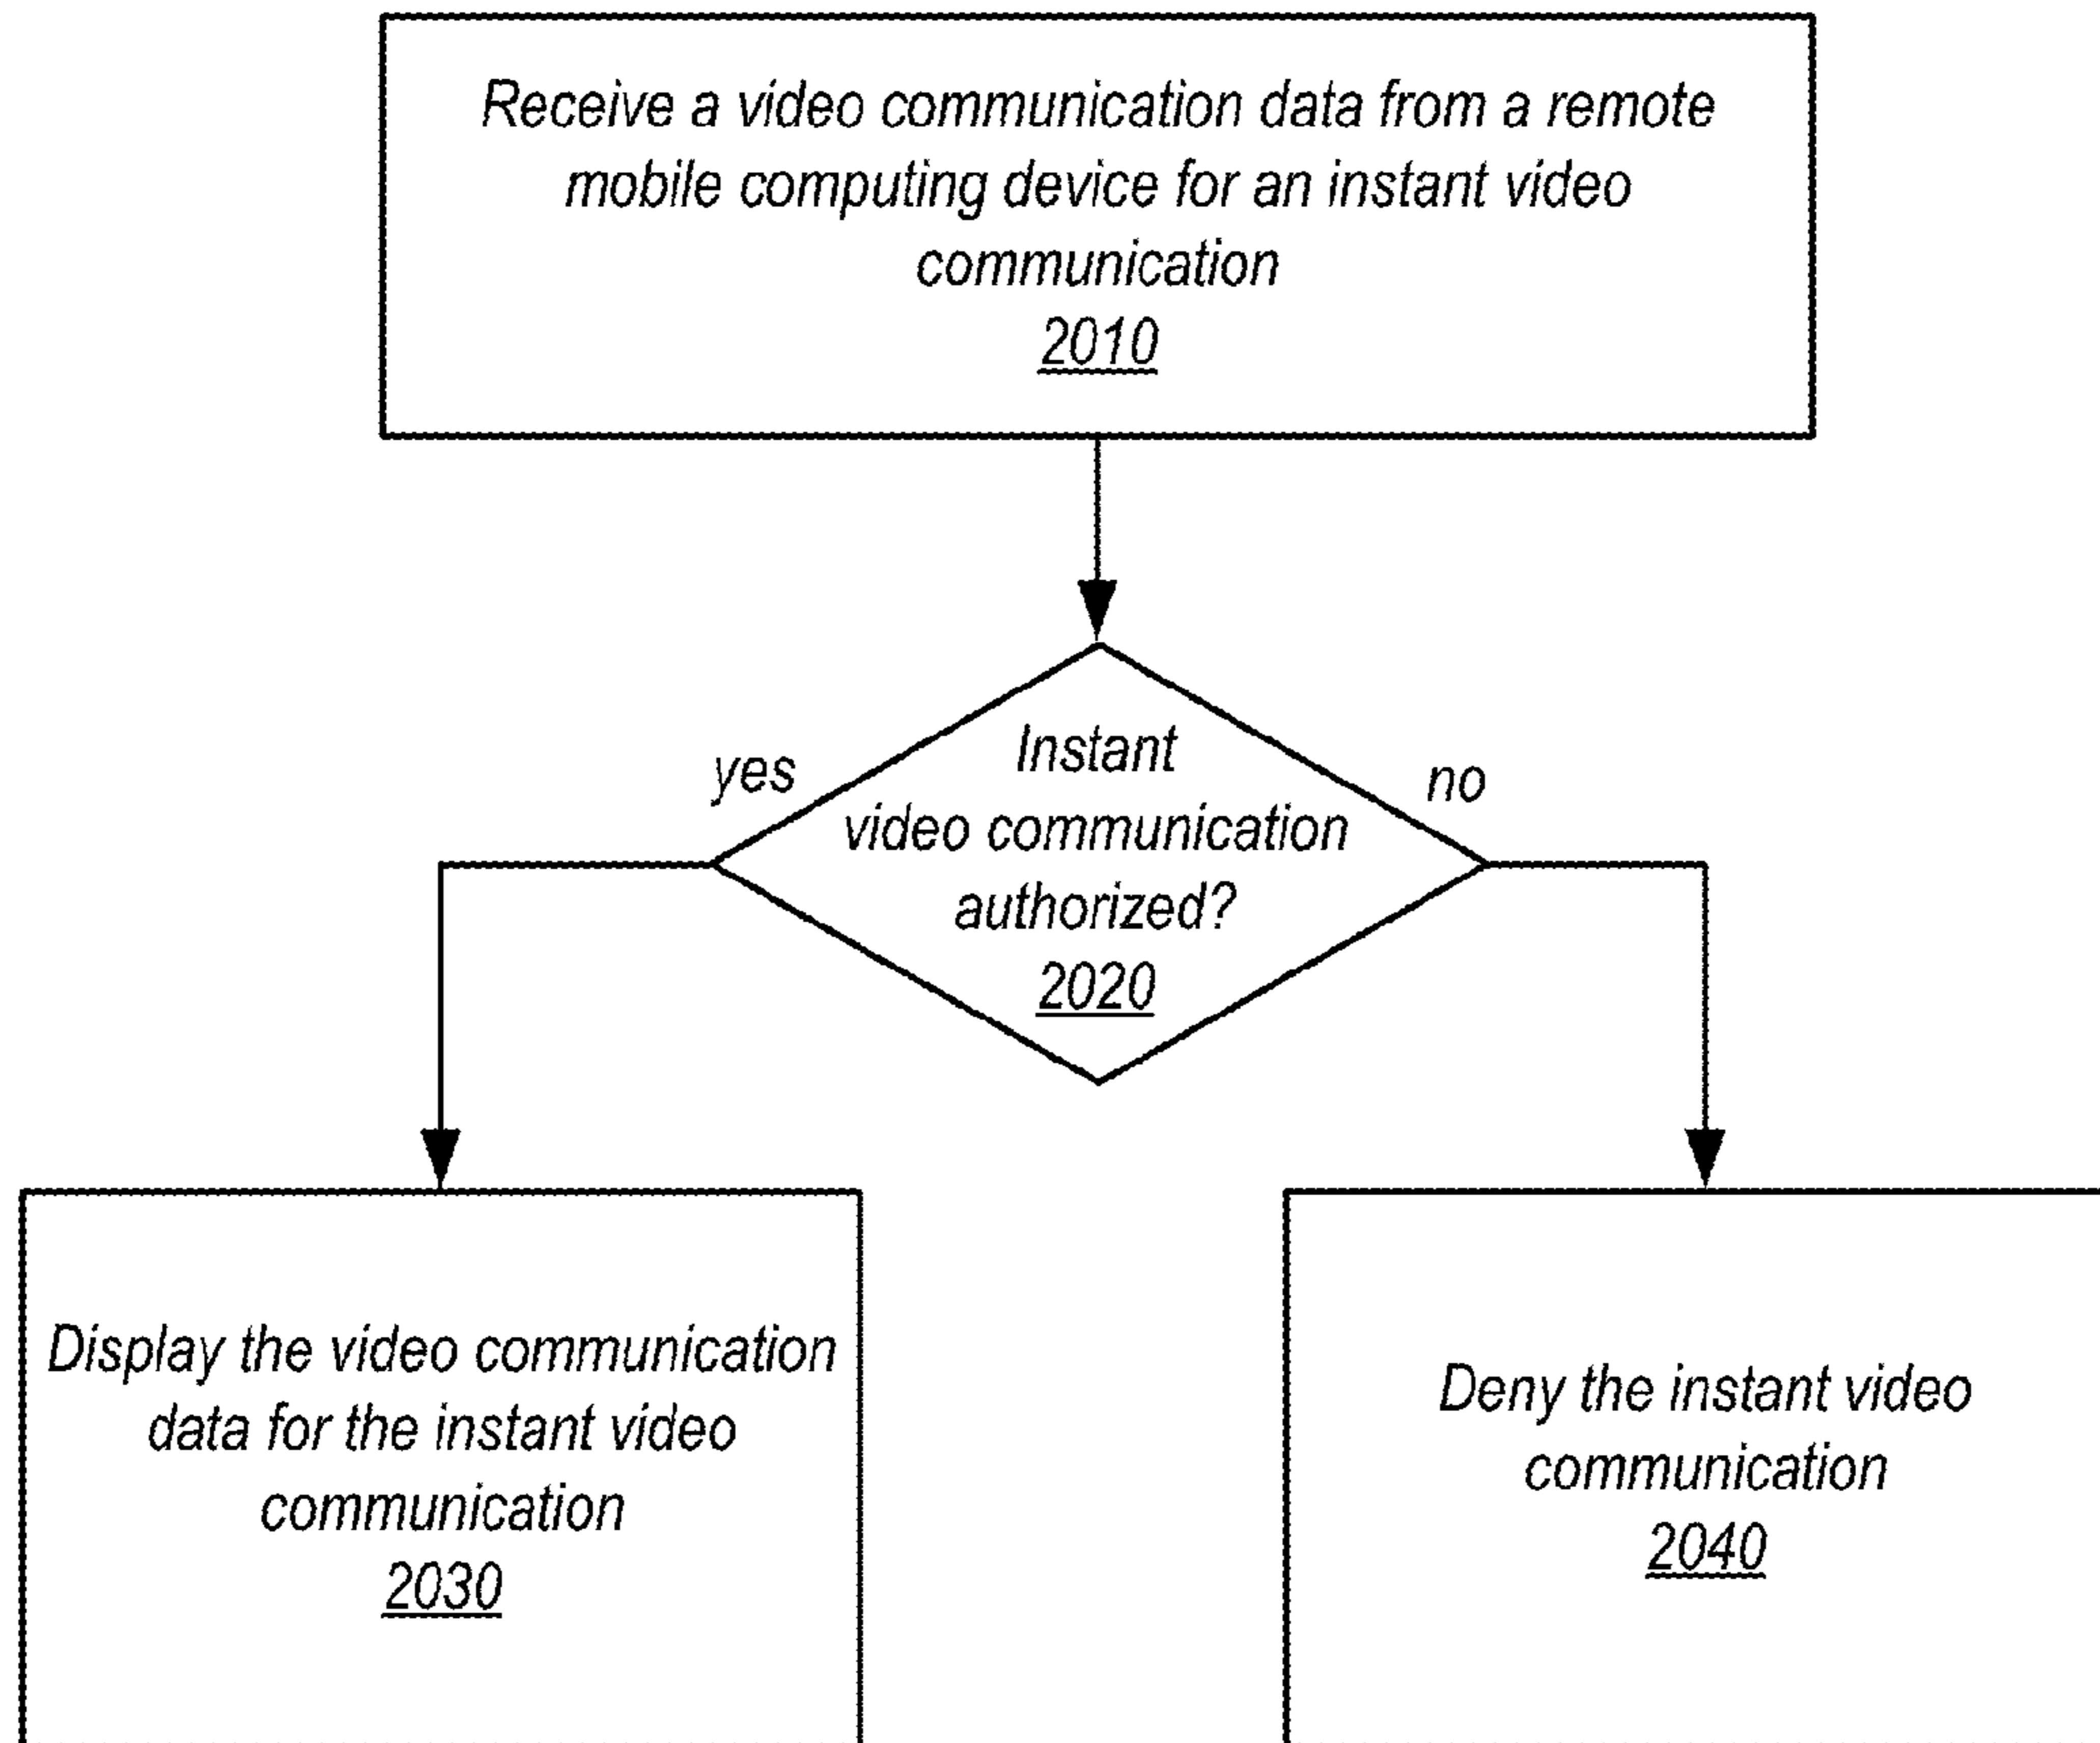 Receive a video communication data from a remote
mobile computing device for an instant video
communication
2010
yes
Instant
video communication
authorized?
2020
no
Display the video communication
data for the instant video
communication
2030
Deny the instant video
communication
2040